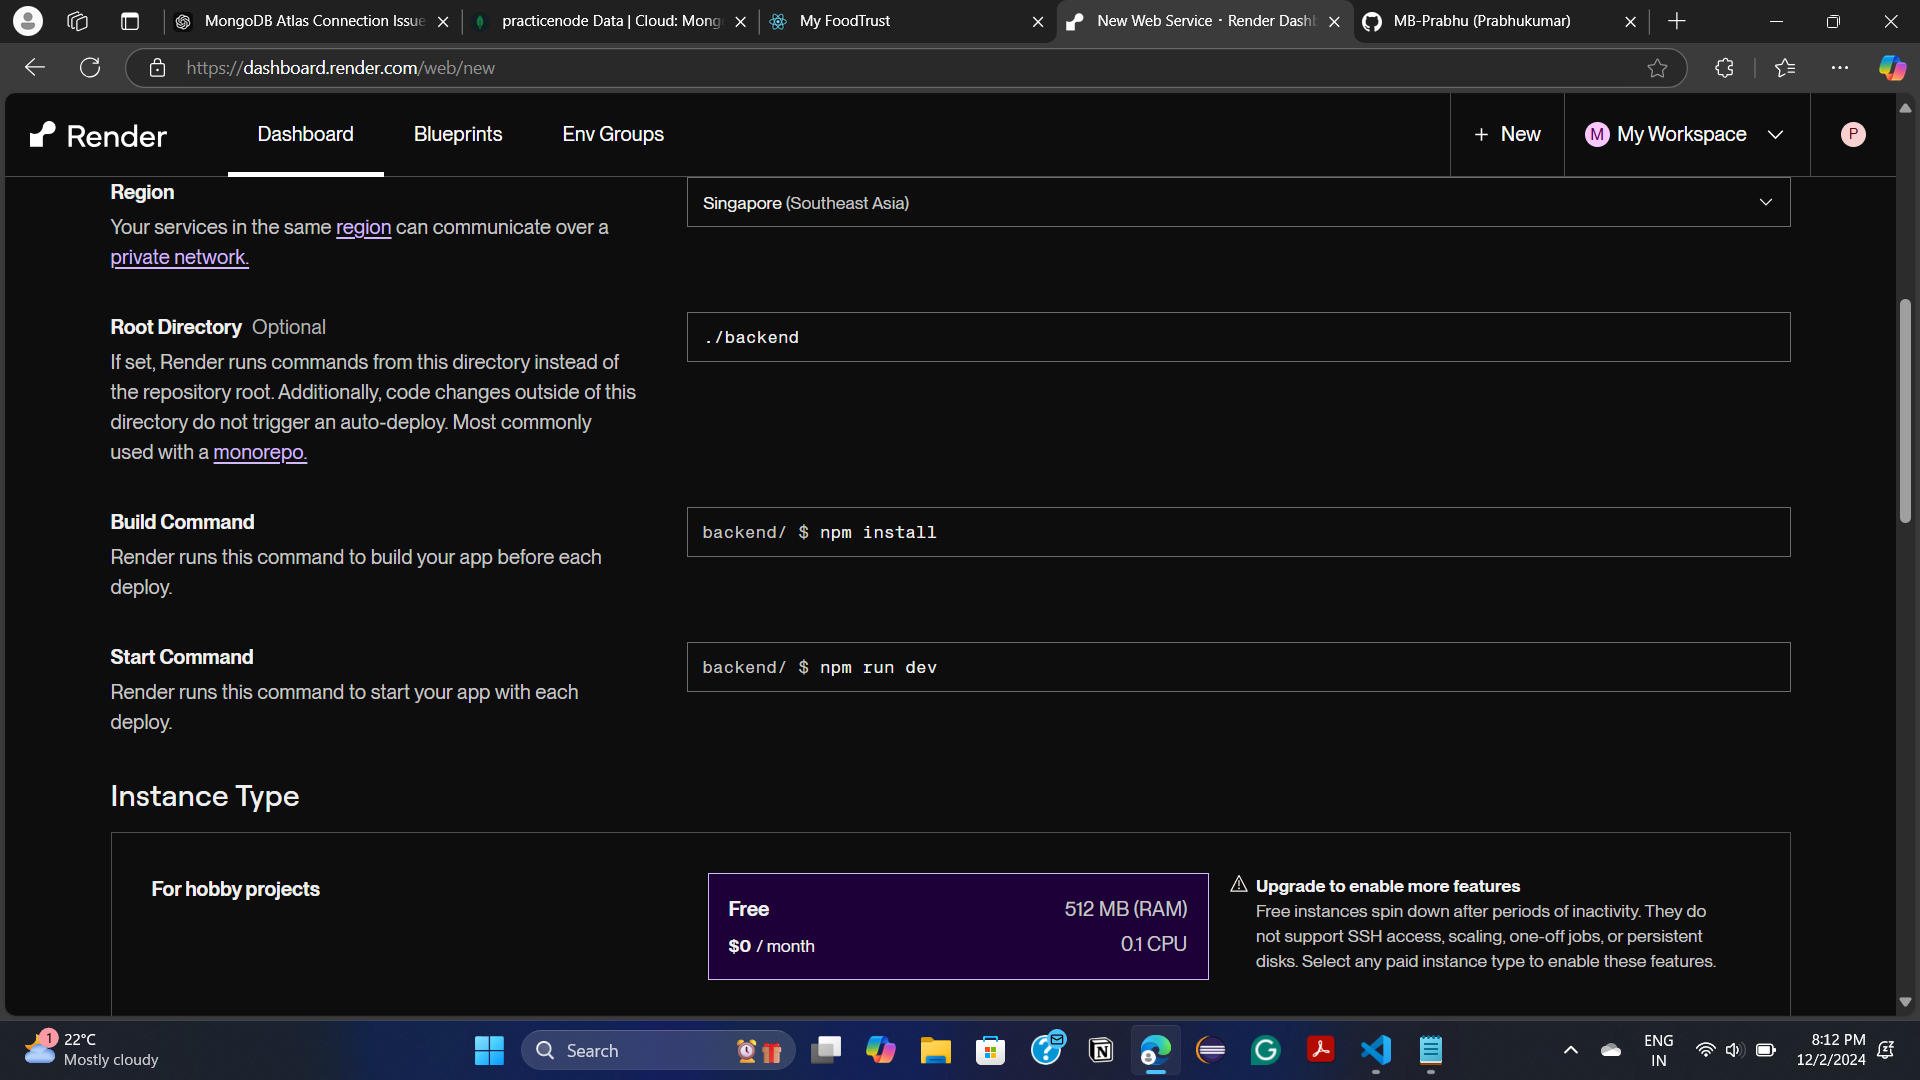 MongoDB Atlas Connection Issue
practicenode Data | Cloud: Mong
My FoodTrust
New Web Service · Render Dashb
MB-Prabhu (Prabhukumar)
https://dashboard.render.com/web/new
Render
Dashboard
Blueprints
Env Groups
+ New
M My Workspace
P
Region
Your services in the same region can communicate over a
private network.
Singapore (Southeast Asia)
Root Directory Optional
If set, Render runs commands from this directory instead of
the repository root. Additionally, code changes outside of this
directory do not trigger an auto-deploy. Most commonly
used with a monorepo.
./backend
Build Command
Render runs this command to build your app before each
deploy.
backend/ $ npm install
Start Command
Render runs this command to start your app with each
deploy.
backend/ $ npm run dev
Instance Type
For hobby projects
Free
512 MB (RAM)
$0 / month
0.1 CPU
Upgrade to enable more features
Free instances spin down after periods of inactivity. They do
not support SSH access, scaling, one-off jobs, or persistent
disks. Select any paid instance type to enable these features.
1
22°C
Mostly cloudy
Search
ENG
IN
8:12 PM
12/2/2024